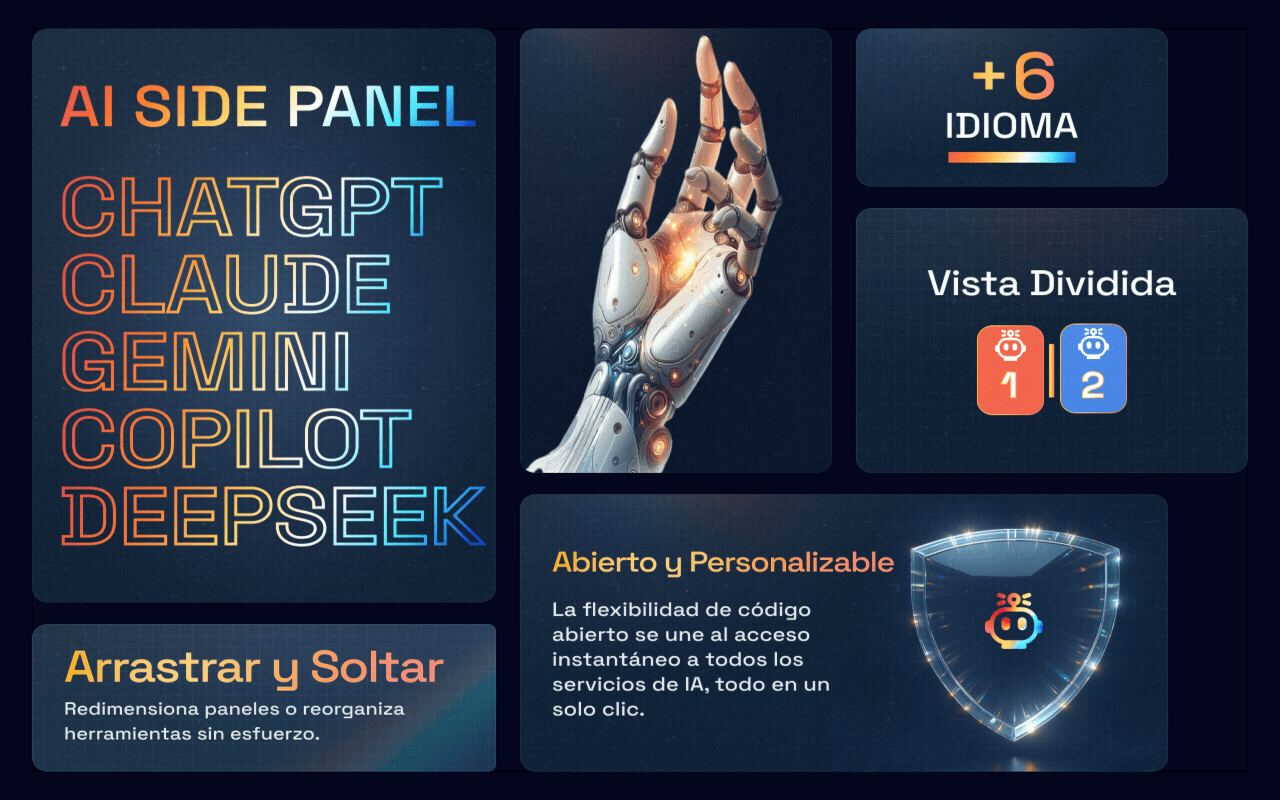 AI SIDE PANEL
CHATGPT
CLAUDE
GEMINI
COPILOT
DEEPSEEK
Arrastrar y Soltar
Redimensiona paneles o reorganiza
herramientas sin esfuerzo.
+6
IDIOMA
Vista Dividida
1
2
Abierto y Personalizable
La flexibilidad de código
abierto se une al acceso
instantáneo a todos los
servicios de IA, todo en un
solo clic.